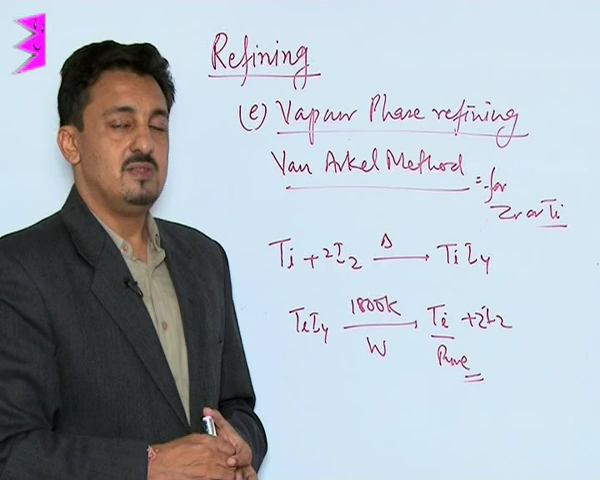 Refining
(e) Vapour Phase refining
Van Arkel Method = for
Zr or Ti
Ti + 2I2 Δ → TiI4
TiI4 1800K → Ti + 2I2
W Pure